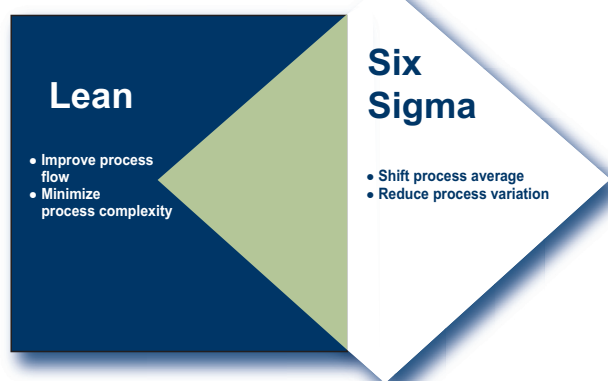 Lean
● Improve process
flow
● Minimize
process complexity
Six
Sigma
● Shift process average
● Reduce process variation